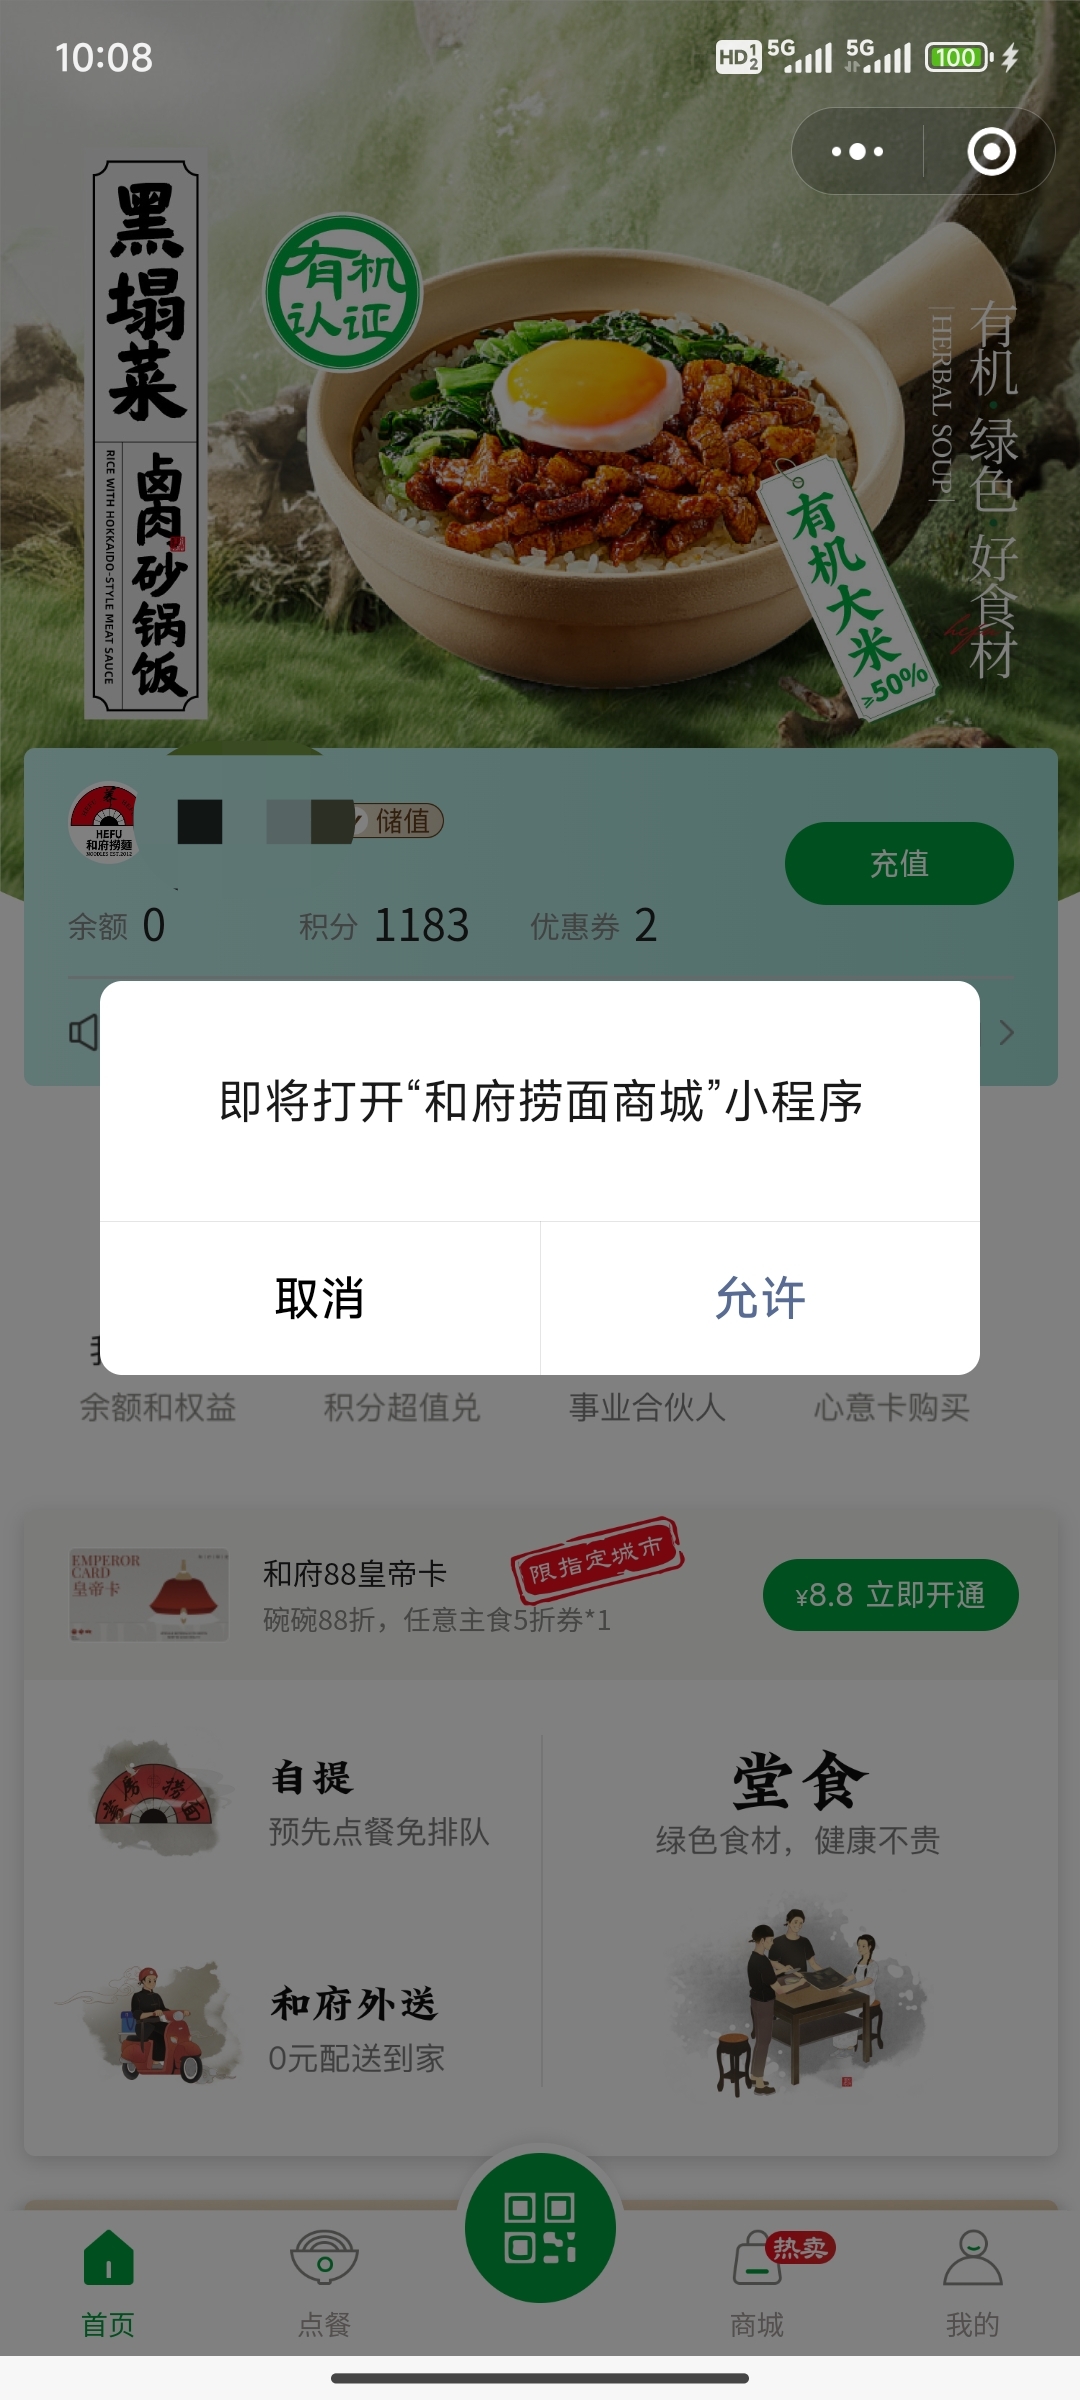 10:08
HD 1 2 5G 5G 100
黑塌菜
卤肉砂锅饭
RICE WITH HOKKAIDO-STYLE MEAT SAUCE
有机
认证
有机·绿色·好食材
HERBAL SOUP
有机大米
≥50%
HEFU
和府捞麺
NOODLES EST.2012
储值
充值
余额 0
积分 1183
优惠券 2
即将打开“和府捞面商城”小程序
取消
允许
余额和权益
积分超值兑
事业合伙人
心意卡购买
EMPEROR
CARD
皇帝卡
和府88皇帝卡
限指定城市
碗碗88折，任意主食5折券*1
¥8.8 立即开通
自提
预先点餐免排队
堂食
绿色食材，健康不贵
和府外送
0元配送到家
首页
点餐
商城
热卖
我的